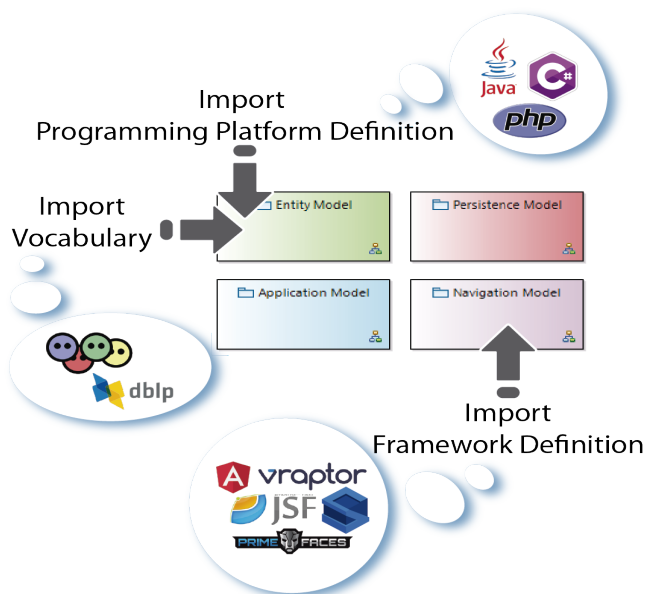 Java
C#
php
Import
Programming Platform Definition
Import
Vocabulary
Entity Model
Persistence Model
Application Model
Navigation Model
dblp
Import
Framework Definition
A vraptor
JSF S
PRIME FACES